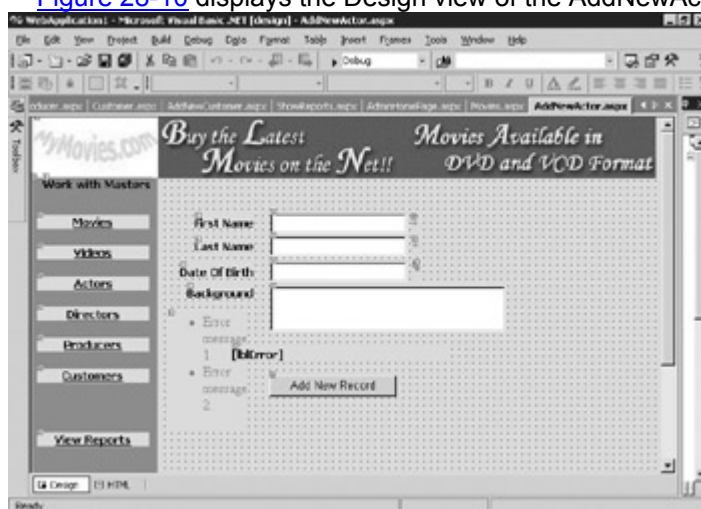 Figure 28-10 displays the Design view of the AddNewAc
WebApplication1 - Microsoft Visual Basic .NET [design] - AddNewActor.aspx
File Edit View Project Build Debug Data Format Table Insert Frames Tools Window Help
Debug
B I U
Customer.aspx AddNewCustomer.aspx ShowReports.aspx Movies.aspx AddNewActor.aspx
Toolbox
MyMovies.com
Buy the Latest
Movies on the Net!!
Movies Available in
DVD and VCD Format
Work with Masters
Movies
Videos
Actors
Directors
Producers
Customers
View Reports
First Name
Last Name
Date Of Birth
Background
Error
message
1
Error
message
2.
[lblError]
Add New Record
Design HTML
Ready